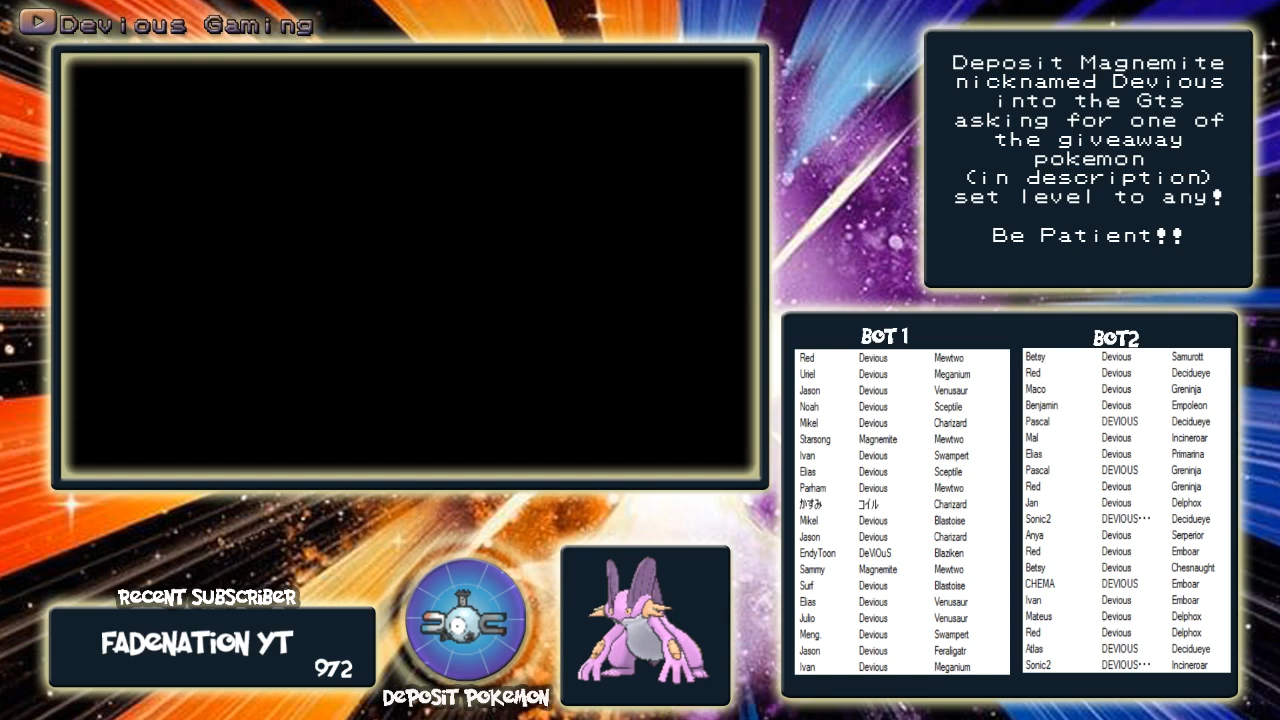 Devious Gaming
Deposit Magnemite
nicknamed Devious
into the Gts
asking for one of
the giveaway
pokemon
(in description)
set level to any!
Be Patient!!
BOT 1
Red Devious Mewtwo
Uriel Devious Meganium
Jason Devious Venusaur
Noah Devious Sceptile
Mikel Devious Charizard
Starsong Magnemite Mewtwo
Ivan Devious Swampert
Elias Devious Sceptile
Parham Devious Mewtwo
かすみ コイル Charizard
Mikel Devious Blastoise
Jason Devious Charizard
EndyToon DeViOuS Blaziken
Sammy Magnemite Mewtwo
Surf Devious Blastoise
Elias Devious Venusaur
Julio Devious Venusaur
Meng. Devious Swampert
Jason Devious Feraligatr
Ivan Devious Meganium
BOT2
Betsy Devious Samurott
Red Devious Decidueye
Maco Devious Greninja
Benjamin Devious Empoleon
Pascal DEVIOUS Decidueye
Mal Devious Incineroar
Elias Devious Primarina
Pascal DEVIOUS Greninja
Red Devious Greninja
Jan Devious Delphox
Sonic2 DEVIOUS··· Decidueye
Anya Devious Serperior
Red Devious Emboar
Betsy Devious Chesnaught
CHEMA DEVIOUS Emboar
Ivan Devious Emboar
Mateus Devious Delphox
Red Devious Delphox
Atlas Devious Decidueye
Sonic2 DEVIOUS··· Incineroar
RECENT SUBSCRIBER
FADENATION YT
972
DEPOSIT POKEMON